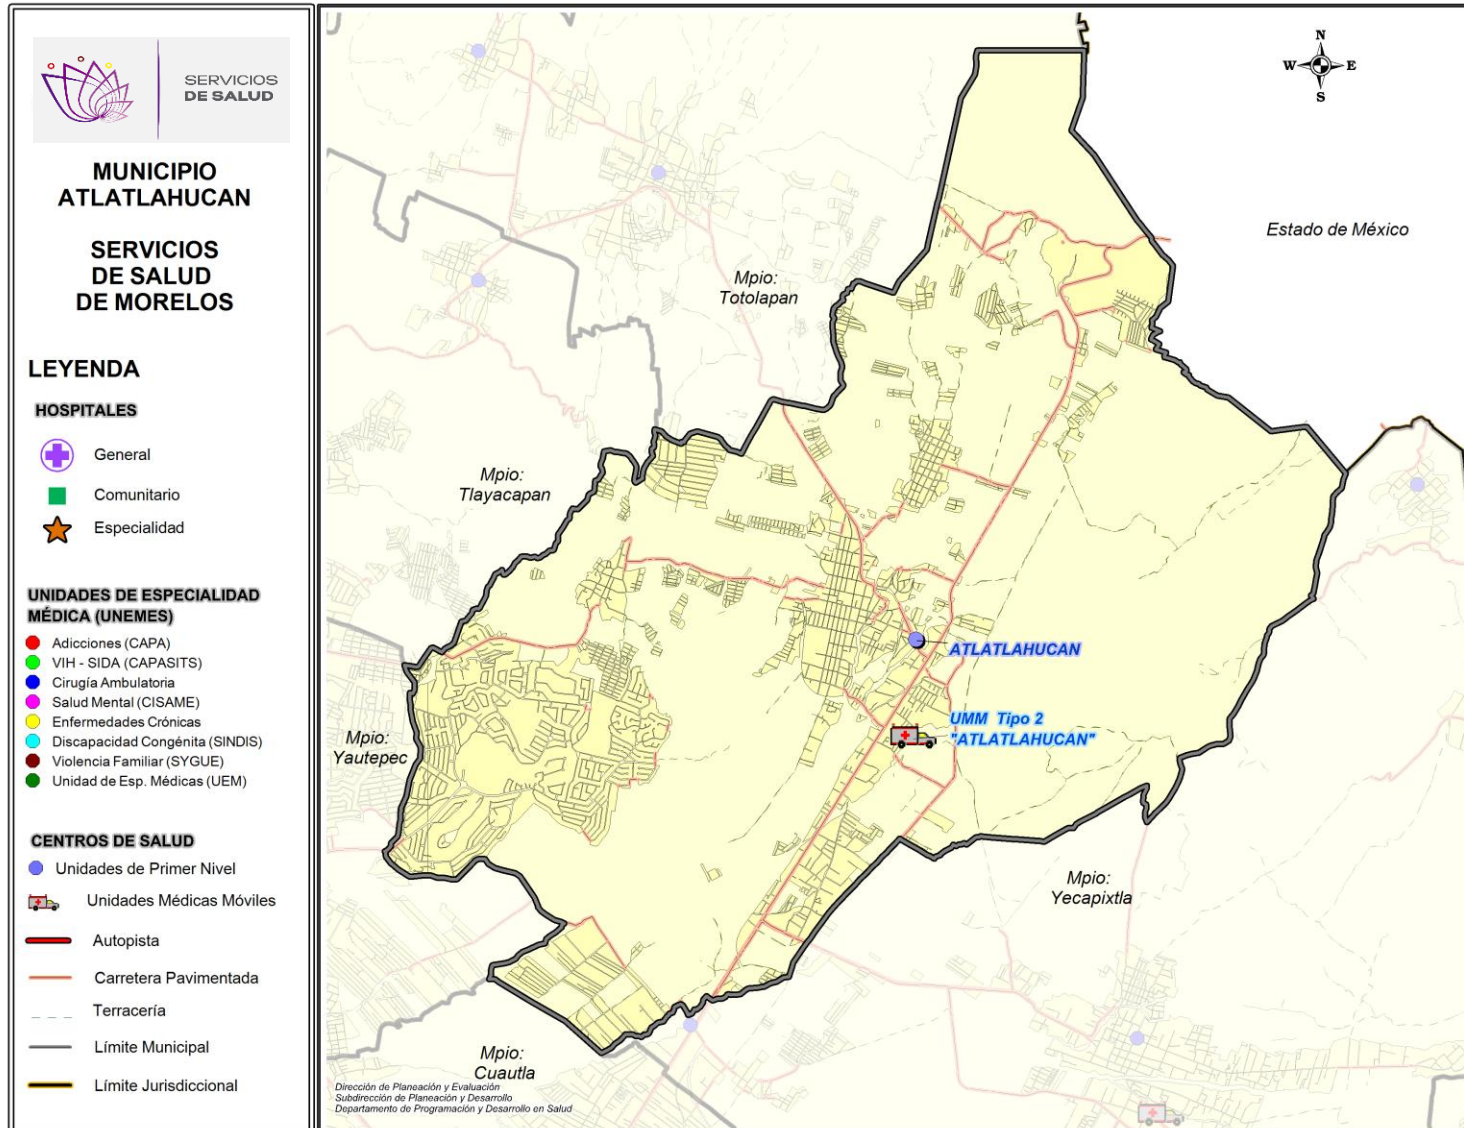 SERVICIOS
DE SALUD
MUNICIPIO
ATLATLAHUCAN
SERVICIOS
DE SALUD
DE MORELOS
LEYENDA
HOSPITALES
General
Comunitario
Especialidad
UNIDADES DE ESPECIALIDAD
MÉDICA (UNEMES)
Adicciones (CAPA)
VIH - SIDA (CAPASITS)
Cirugía Ambulatoria
Salud Mental (CISAME)
Enfermedades Crónicas
Discapacidad Congénita (SINDIS)
Violencia Familiar (SYGUE)
Unidad de Esp. Médicas (UEM)
CENTROS DE SALUD
Unidades de Primer Nivel
Unidades Médicas Móviles
Autopista
Carretera Pavimentada
Terracería
Límite Municipal
Límite Jurisdiccional
N
W E
S
Estado de México
Mpio:
Totolapan
Mpio:
Tlayacapan
ATLATLAHUCAN
UMM Tipo 2
"ATLATLAHUCAN"
Mpio:
Yautepec
Mpio:
Yecapixtla
Mpio:
Cuautla
Dirección de Planeación y Evaluación
Subdirección de Planeación y Desarrollo
Departamento de Programación y Desarrollo en Salud